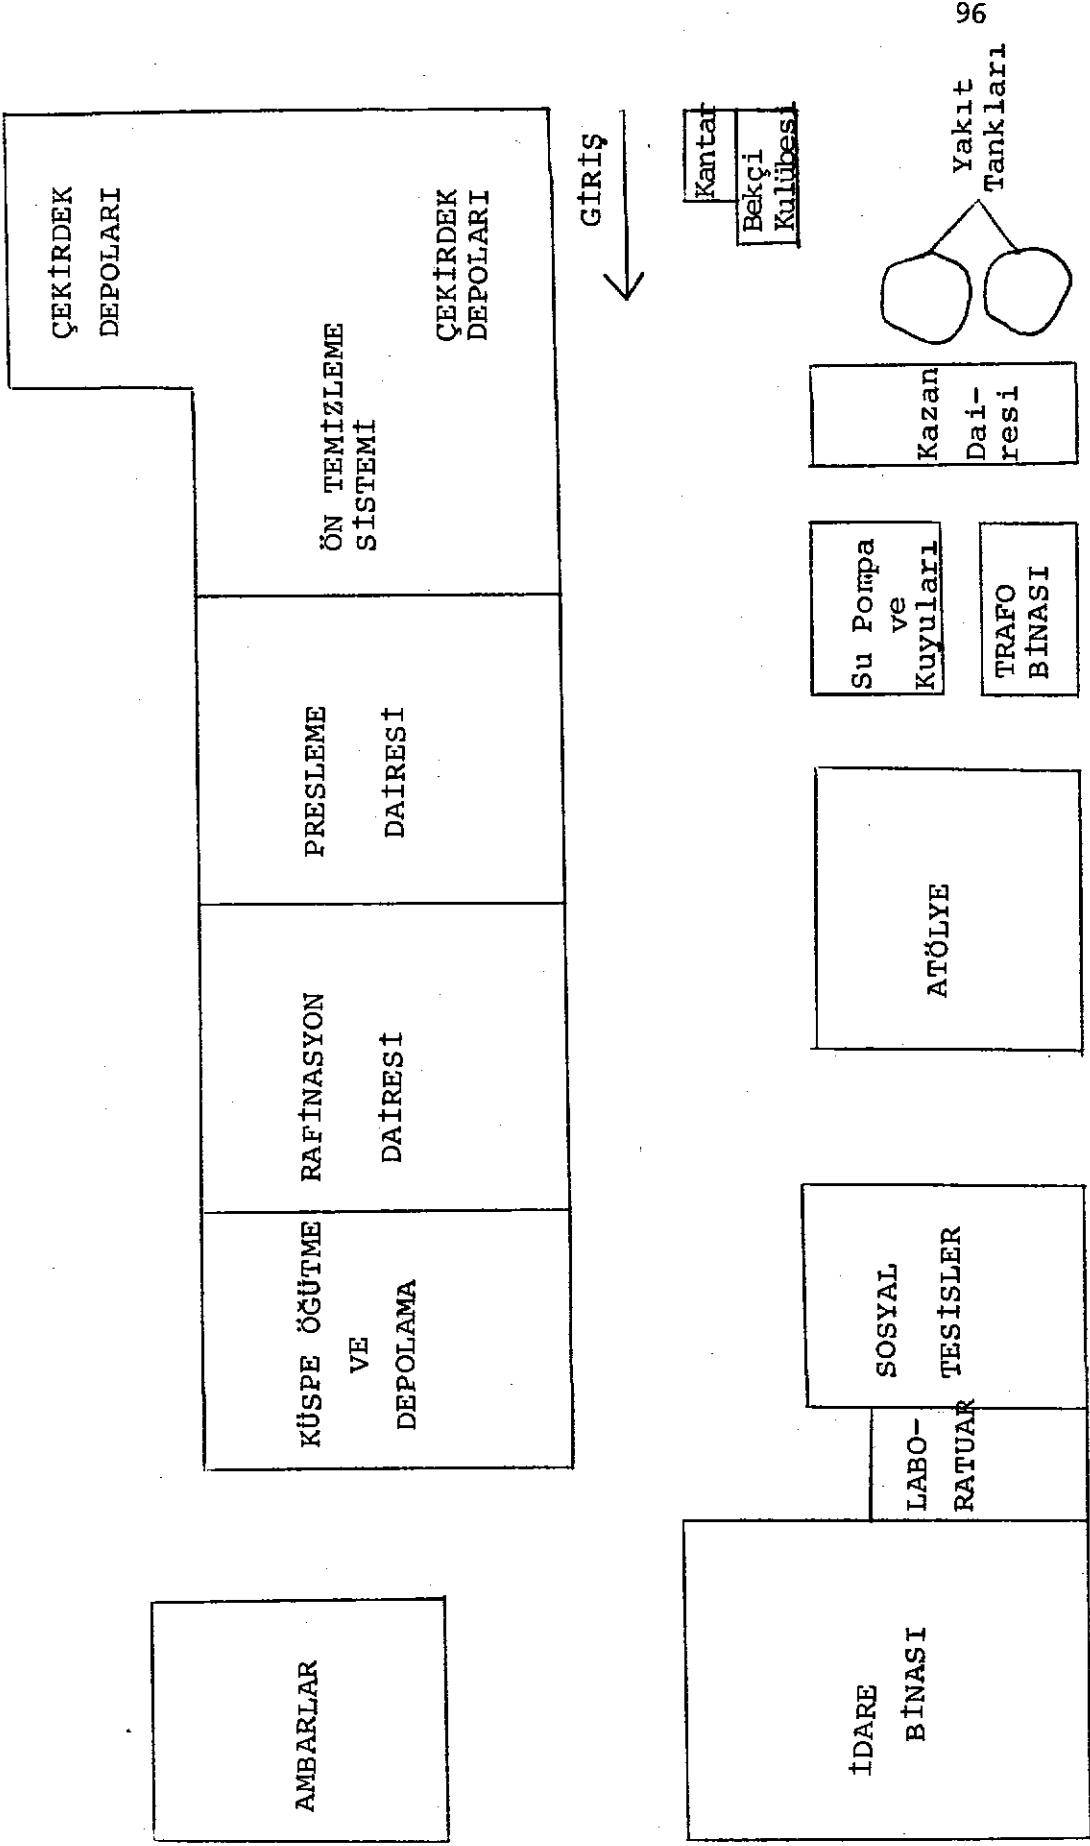 96
ÇEKİRDEK
DEPOLARI
ÇEKİRDEK
DEPOLARI
ÖN TEMİZLEME
SİSTEMİ
PRESLEME
DAİRESİ
RAFİNASYON
DAİRESİ
KÜSPE ÖĞÜTME
VE
DEPOLAMA
AMBARLAR
GİRİŞ
Kantar
Bekçi
Kulübesi
Yakıt
Tankları
Kazan
Dai-
resi
Su Pompa
ve
Kuyuları
TRAFO
BİNASI
ATÖLYE
SOSYAL
TESİSLER
LABO-
RATUAR
İDARE
BİNASI